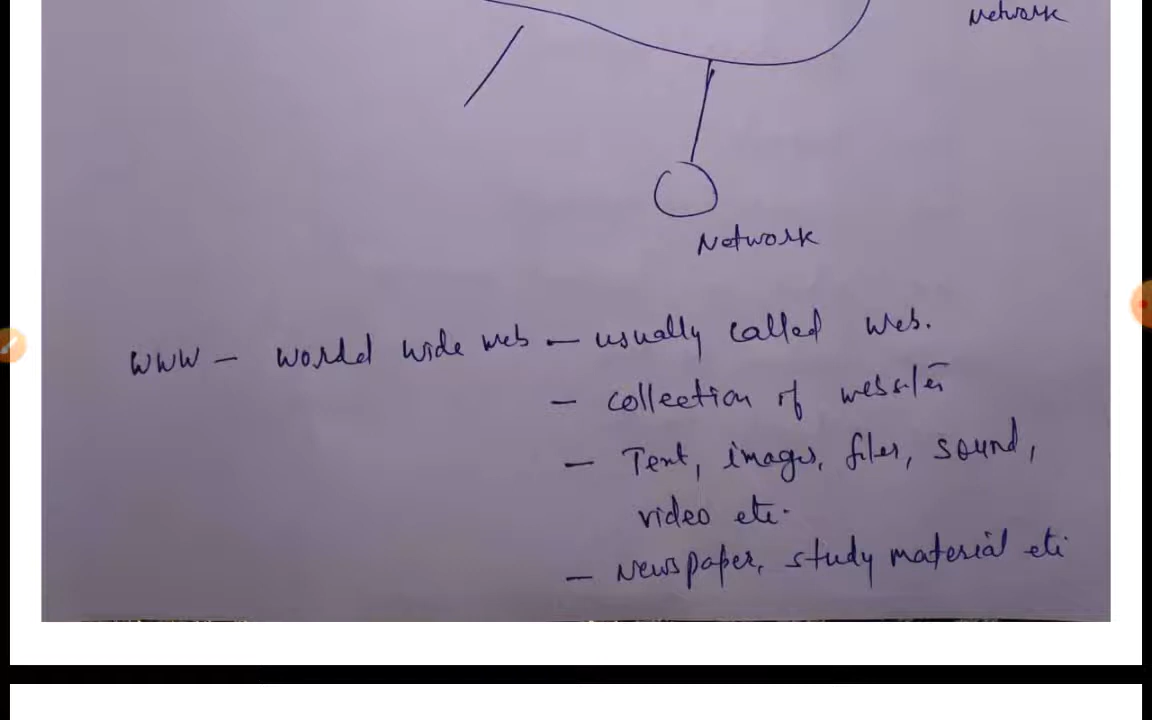 Network
Network
WWW - World wide web - usually called web.
- collection of websites
- Text, images, files, sound,
video etc.
- Newspaper, study material etc